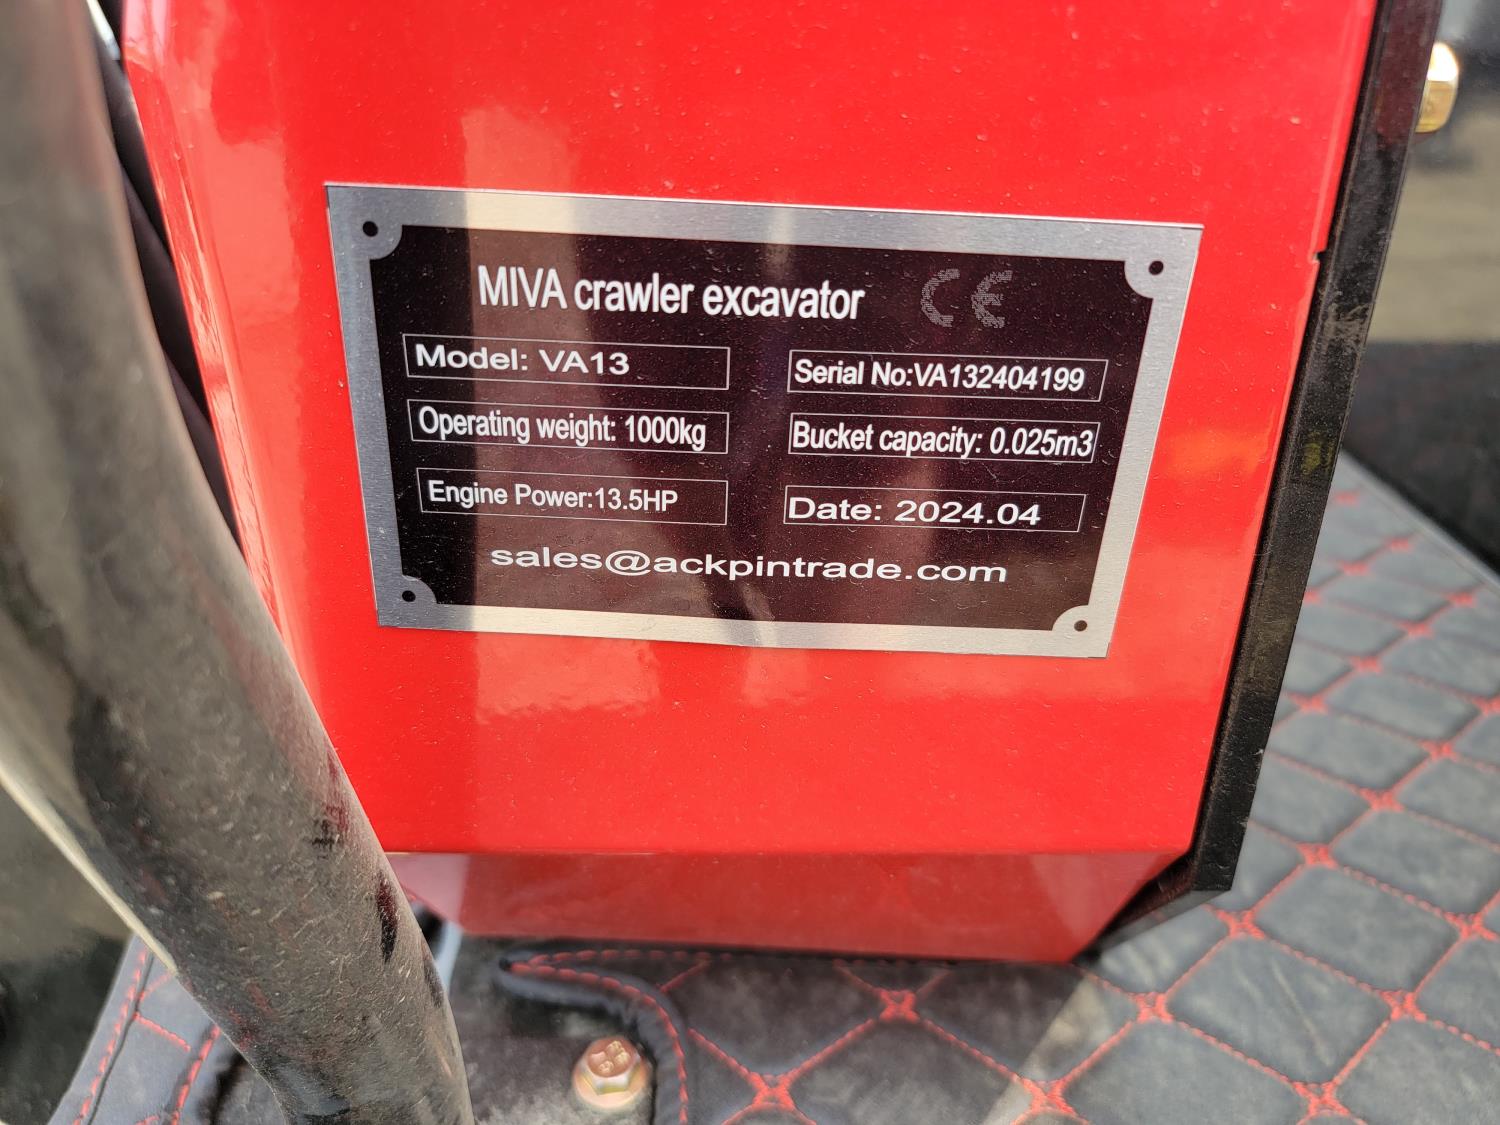 MIVA crawler excavator CE
Model: VA13
Serial No:VA132404199
Operating weight: 1000kg
Bucket capacity: 0.025m3
Engine Power:13.5HP
Date: 2024.04
sales@ackpintrade.com